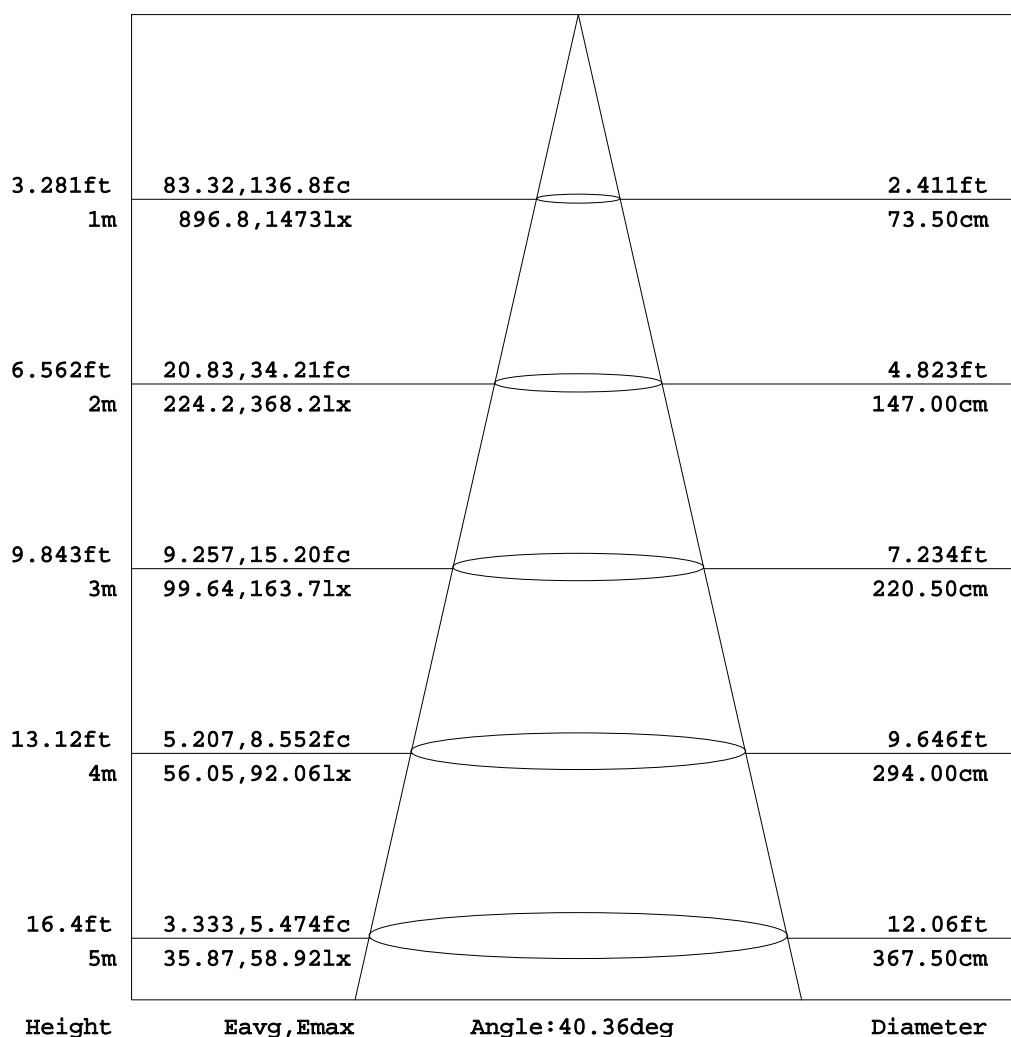 3.281ft 83.32,136.8fc 2.411ft
1m 896.8,1473lx 73.50cm
6.562ft 20.83,34.21fc 4.823ft
2m 224.2,368.2lx 147.00cm
9.843ft 9.257,15.20fc 7.234ft
3m 99.64,163.7lx 220.50cm
13.12ft 5.207,8.552fc 9.646ft
4m 56.05,92.06lx 294.00cm
16.4ft 3.333,5.474fc 12.06ft
5m 35.87,58.92lx 367.50cm
Height Eavg,Emax Angle:40.36deg Diameter